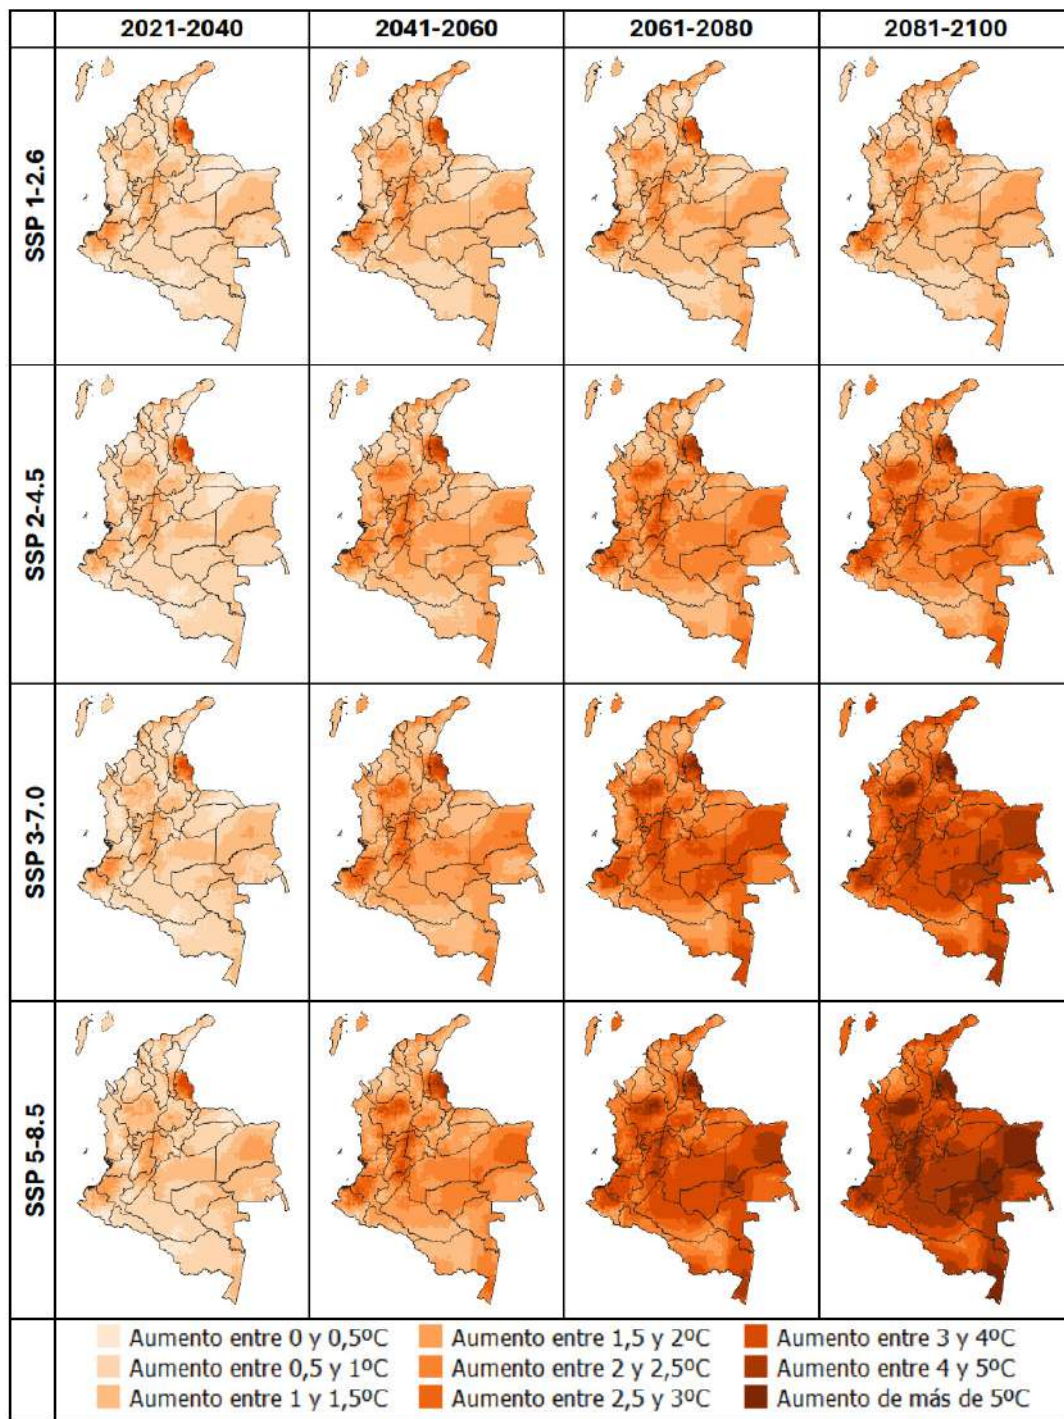 2021-2040 2041-2060 2061-2080 2081-2100
SSP 1-2.6
SSP 2-4.5
SSP 3-7.0
SSP 5-8.5
Aumento entre 0 y 0,5ºC Aumento entre 1,5 y 2ºC Aumento entre 3 y 4ºC
Aumento entre 0,5 y 1ºC Aumento entre 2 y 2,5ºC Aumento entre 4 y 5ºC
Aumento entre 1 y 1,5ºC Aumento entre 2,5 y 3ºC Aumento de más de 5ºC